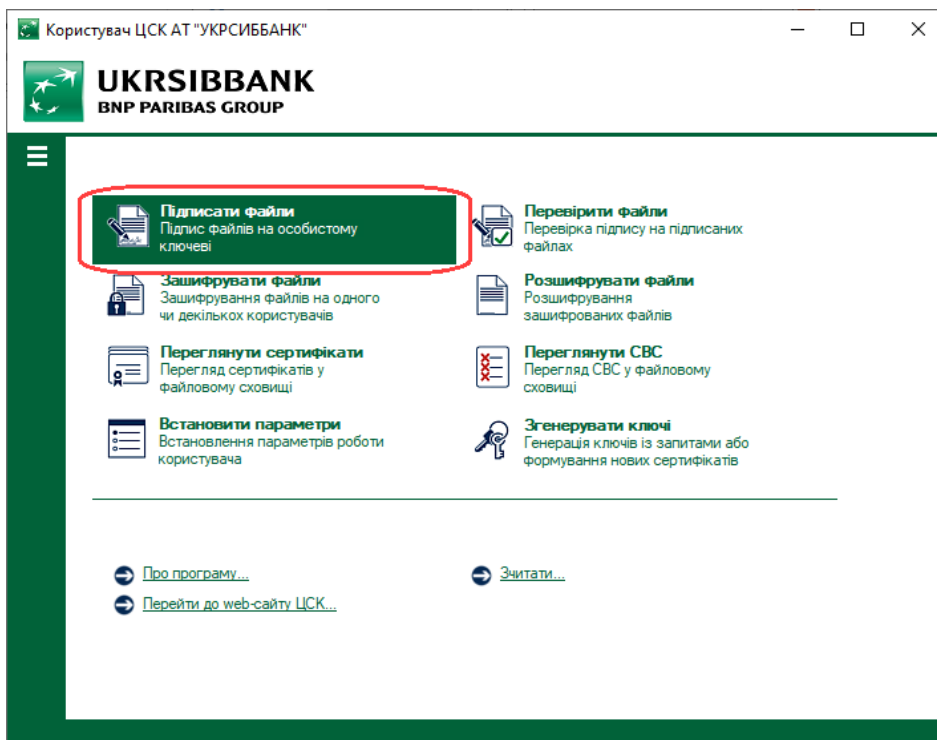 Користувач ЦСК АТ "УКРСИББАНК"
UKRSIBBANK
BNP PARIBAS GROUP
Підписати файли
Підпис файлів на особистому
ключеві
Перевірити файли
Перевірка підпису на підписаних
файлах
Зашифрувати файли
Зашифрування файлів на одного
чи декількох користувачів
Розшифрувати файли
Розшифрування
зашифрованих файлів
Переглянути сертифікати
Перегляд сертифікатів у
файловому сховищі
Переглянути СВС
Перегляд СВС у файловому
сховищі
Встановити параметри
Встановлення параметрів роботи
користувача
Згенерувати ключі
Генерація ключів із запитами або
формування нових сертифікатів
Про програму...
Зчитати...
Перейти до web-сайту ЦСК...